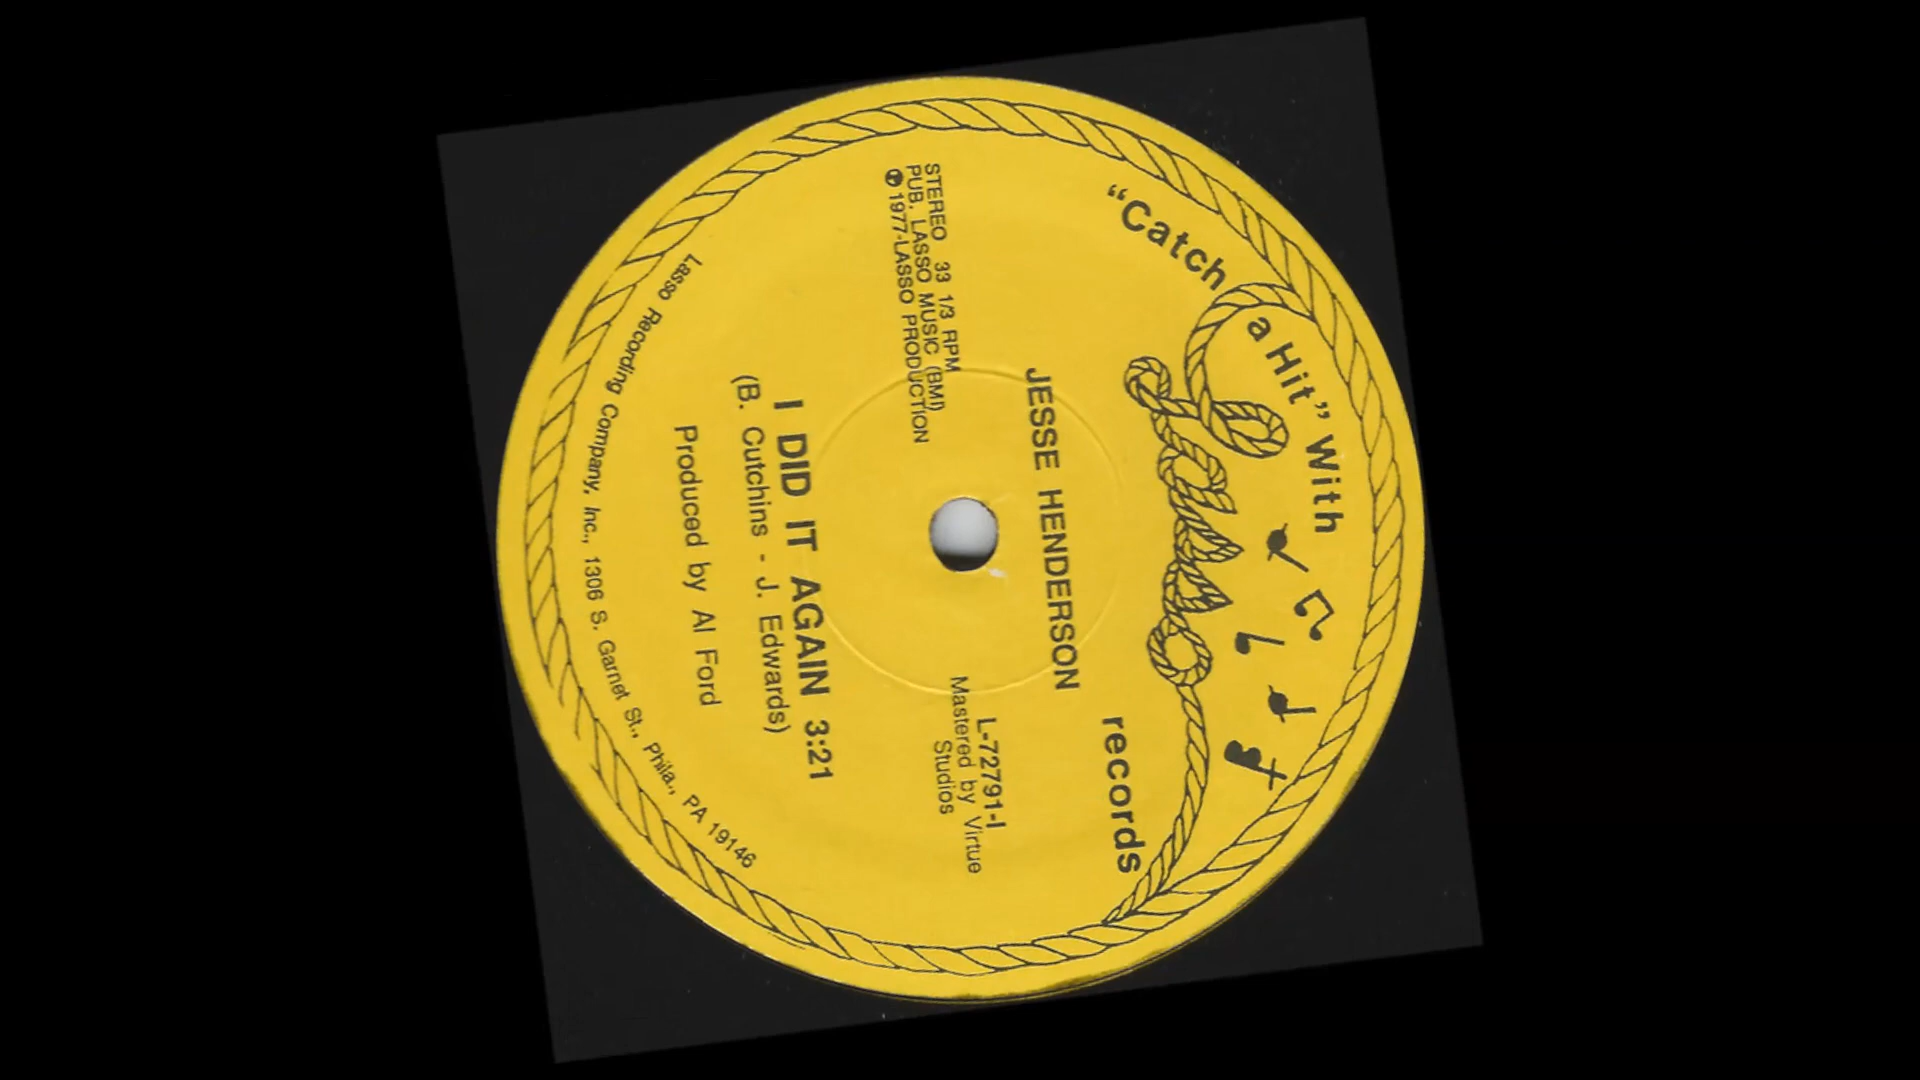 "Catch a Hit" With
Lasso
records
JESSE HENDERSON
STEREO 33 1/3 RPM
PUB. LASSO MUSIC (BMI)
Ⓟ 1977-LASSO PRODUCTION
L-72791-I
Mastered by Virtue
Studios
I DID IT AGAIN 3:21
(B. Cutchins - J. Edwards)
Produced by Al Ford
Lasso Recording Company, Inc., 1306 S. Garnet St., Phila., PA 19146